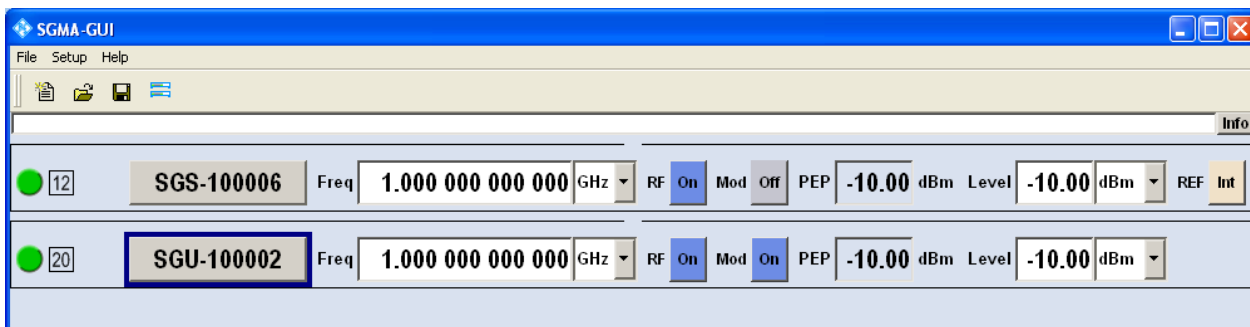 SGMA-GUI
File Setup Help
Info
12 SGS-100006 Freq 1.000 000 000 000 GHz RF On Mod Off PEP -10.00 dBm Level -10.00 dBm REF Int
20 SGU-100002 Freq 1.000 000 000 000 GHz RF On Mod On PEP -10.00 dBm Level -10.00 dBm